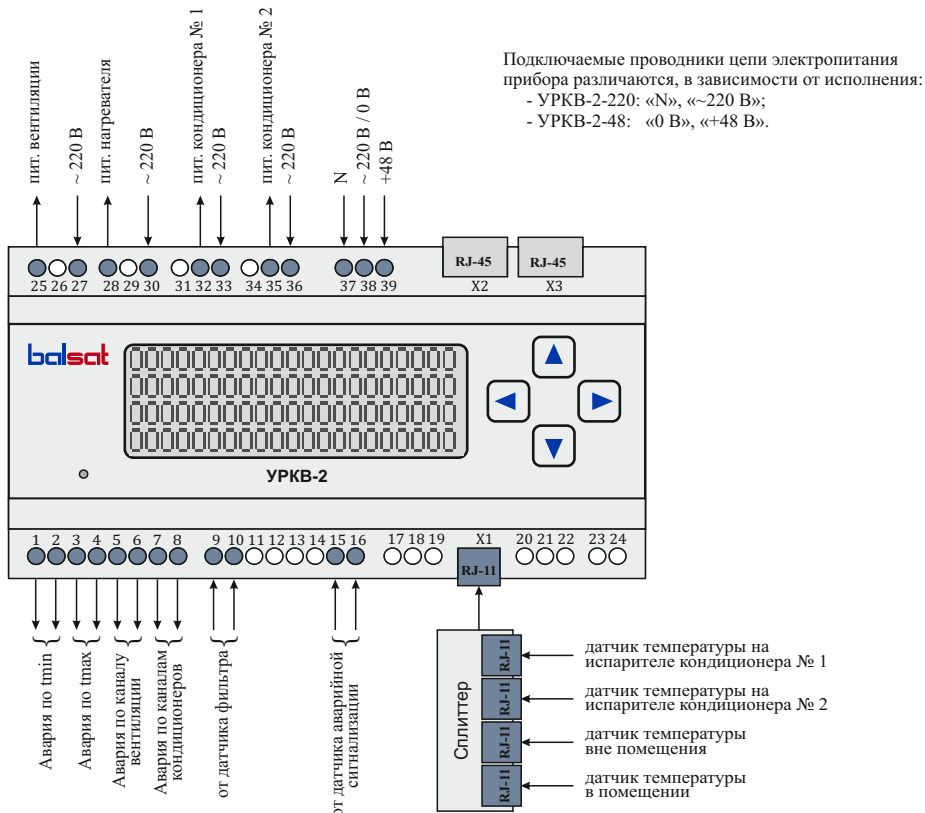 пит. вентиляции
~ 220 В
пит. нагревателя
~ 220 В
пит. кондиционера № 1
~ 220 В
пит. кондиционера № 2
~ 220 В
N
~ 220 В / 0 В
+48 В
Подключаемые проводники цепи электропитания
прибора различаются, в зависимости от исполнения:
- УРКВ-2-220: «N», «~220 В»;
- УРКВ-2-48: «0 В», «+48 В».
25 26 27 28 29 30 31 32 33 34 35 36 37 38 39
RJ-45
X2
RJ-45
X3
balsat
УРКВ-2
1 2 3 4 5 6 7 8 9 10 11 12 13 14 15 16 17 18 19 X1 20 21 22 23 24
RJ-11
Авария по tmin
Авария по tmax
Авария по каналу
вентиляции
Авария по каналам
кондиционеров
от датчика фильтра
от датчика аварийной
сигнализации
Сплиттер
RJ-11
датчик температуры на
испарителе кондиционера № 1
RJ-11
датчик температуры на
испарителе кондиционера № 2
RJ-11
датчик температуры
вне помещения
RJ-11
датчик температуры
в помещении